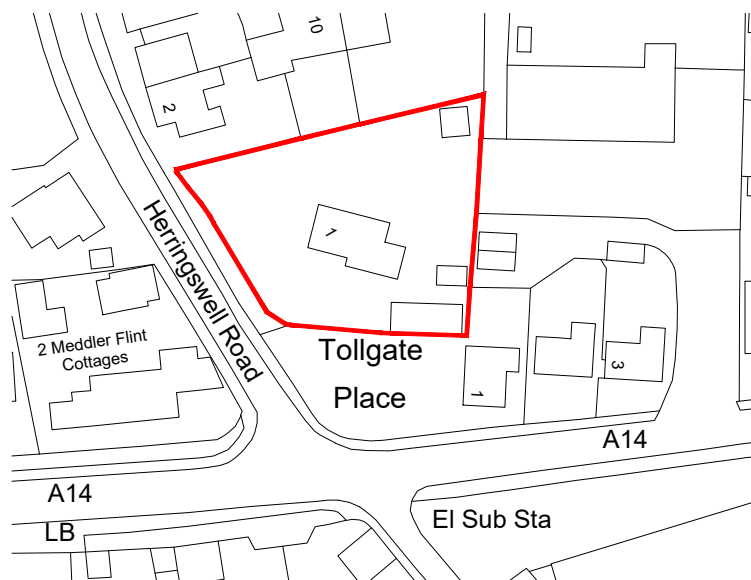 10
2
Herringswell Road
1
2 Meddler Flint
Cottages
Tollgate
Place
1
3
A14
A14
LB
El Sub Sta